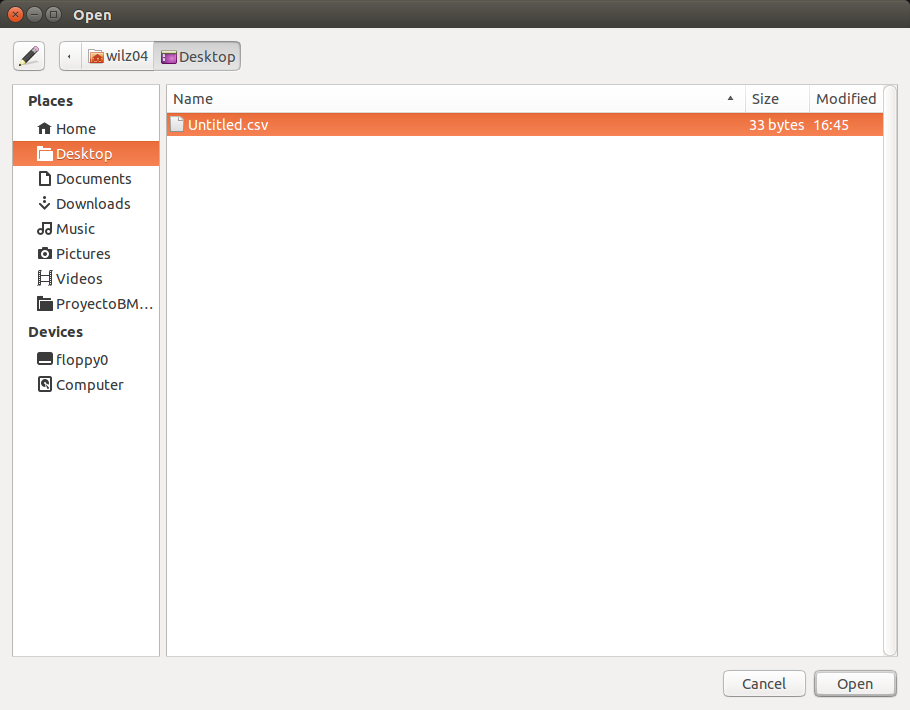 Open
wilz04 Desktop
Places
Home
Desktop
Documents
Downloads
Music
Pictures
Videos
ProyectoBM...
Devices
floppy0
Computer
Name Size Modified
Untitled.csv 33 bytes 16:45
Cancel Open